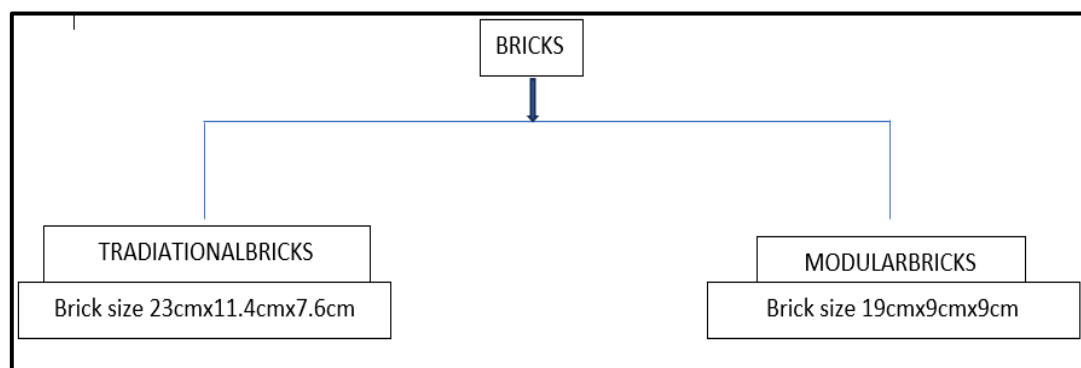 BRICKS
TRADIATIONALBRICKS
Brick size 23cmx11.4cmx7.6cm
MODULARBRICKS
Brick size 19cmx9cmx9cm